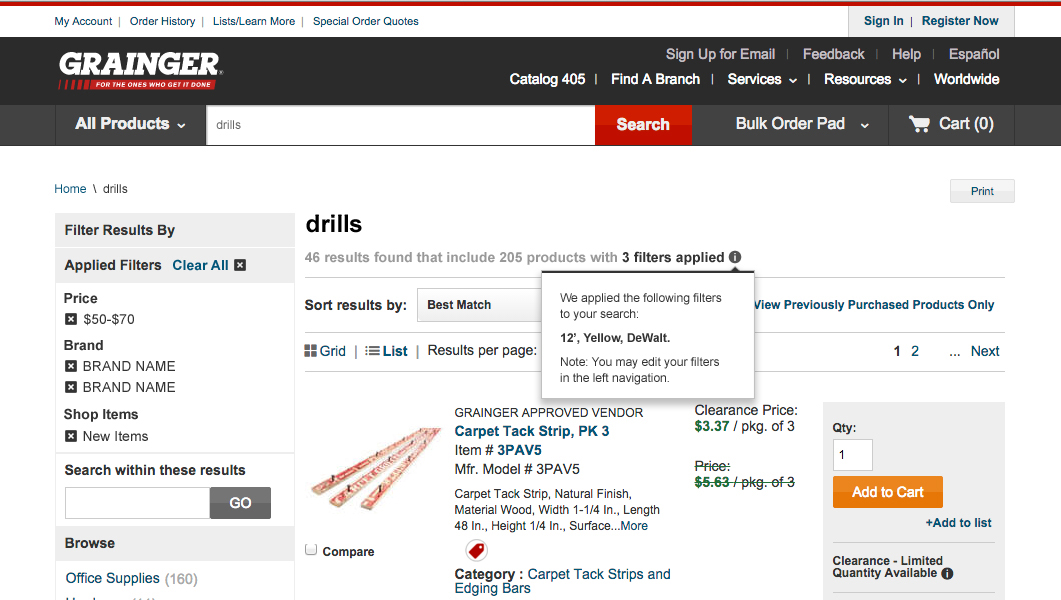 My Account | Order History | Lists/Learn More | Special Order Quotes
Sign In | Register Now
GRAINGER®
FOR THE ONES WHO GET IT DONE
Sign Up for Email | Feedback | Help | Español
Catalog 405 | Find A Branch | Services | Resources | Worldwide
All Products
drills
Search
Bulk Order Pad
Cart (0)
Home \ drills
Print
Filter Results By
Applied Filters Clear All
Price
$50-$70
Brand
BRAND NAME
BRAND NAME
Shop Items
New Items
Search within these results
GO
Browse
Office Supplies (160)
drills
46 results found that include 205 products with 3 filters applied
Sort results by: Best Match
View Previously Purchased Products Only
We applied the following filters
to your search:
12’, Yellow, DeWalt.
Note: You may edit your filters
in the left navigation.
Grid | List | Results per page:
1 2 ... Next
GRAINGER APPROVED VENDOR
Carpet Tack Strip, PK 3
Item # 3PAV5
Mfr. Model # 3PAV5
Carpet Tack Strip, Natural Finish,
Material Wood, Width 1-1/4 In., Length
48 In., Height 1/4 In., Surface...More
Compare
Category : Carpet Tack Strips and
Edging Bars
Clearance Price:
$3.37 / pkg. of 3
Price:
$5.63 / pkg. of 3
Qty:
1
Add to Cart
+Add to list
Clearance - Limited
Quantity Available